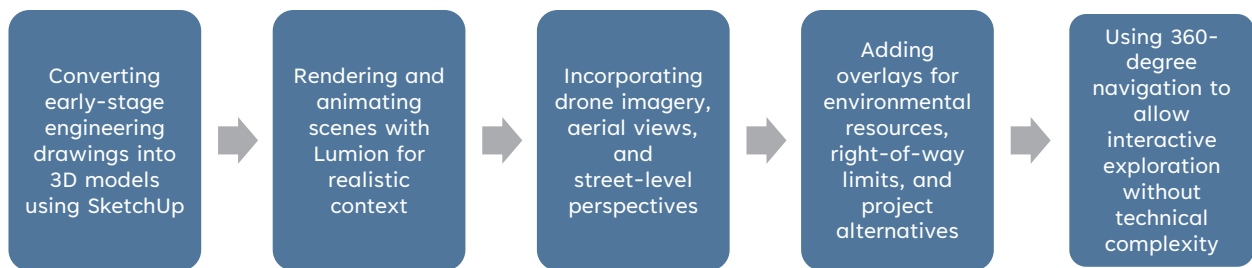 Converting
early-stage
engineering
drawings into
3D models
using SketchUp
Rendering and
animating
scenes with
Lumion for
realistic
context
Incorporating
drone imagery,
aerial views,
and
street-level
perspectives
Adding
overlays for
environmental
resources,
right-of-way
limits, and
project
alternatives
Using 360-
degree
navigation to
allow
interactive
exploration
without
technical
complexity